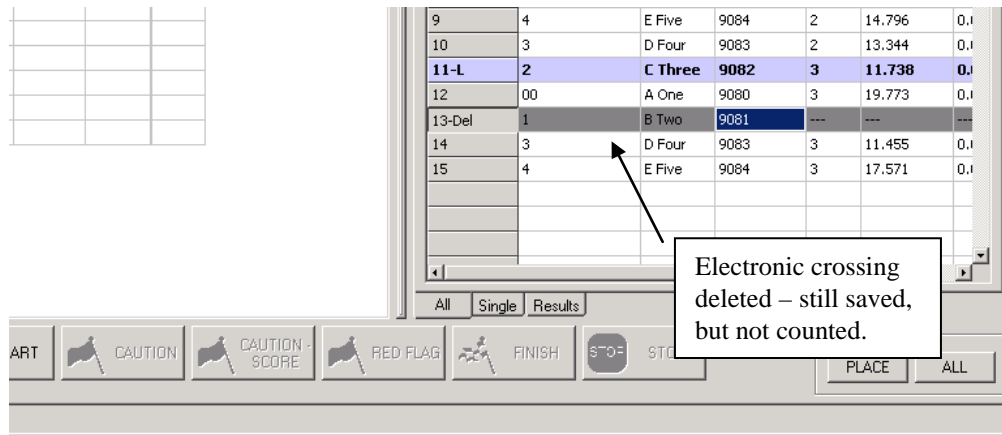 9 4 E Five 9084 2 14.796
10 3 D Four 9083 2 13.344
11-L 2 C Three 9082 3 11.738
12 00 A One 9080 3 19.773
13-Del 1 B Two 9081 --- --- ---
14 3 D Four 9083 3 11.455
15 4 E Five 9084 3 17.571
Electronic crossing
deleted – still saved,
but not counted.
All Single Results
ART CAUTION CAUTION - RED FLAG FINISH STOP
SCORE
PLACE ALL